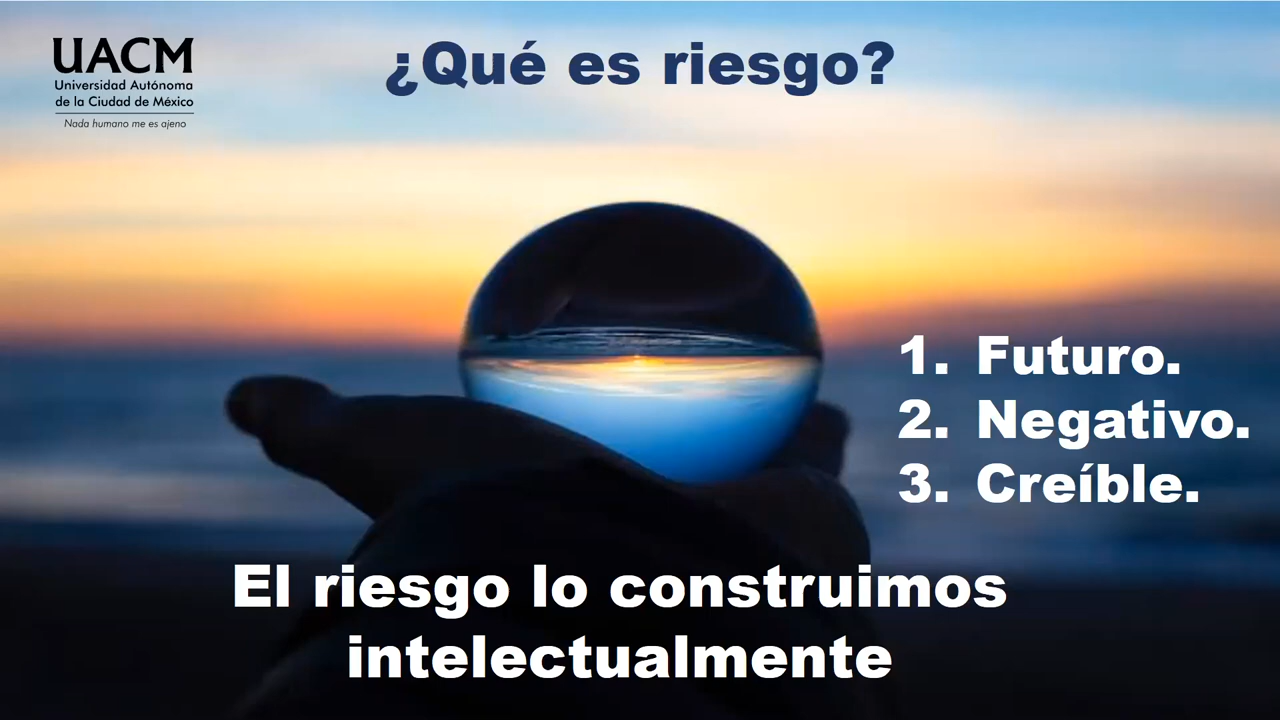 UACM
Universidad Autónoma
de la Ciudad de México
Nada humano me es ajeno
¿Qué es riesgo?
1. Futuro.
2. Negativo.
3. Creíble.
El riesgo lo construimos
intelectualmente